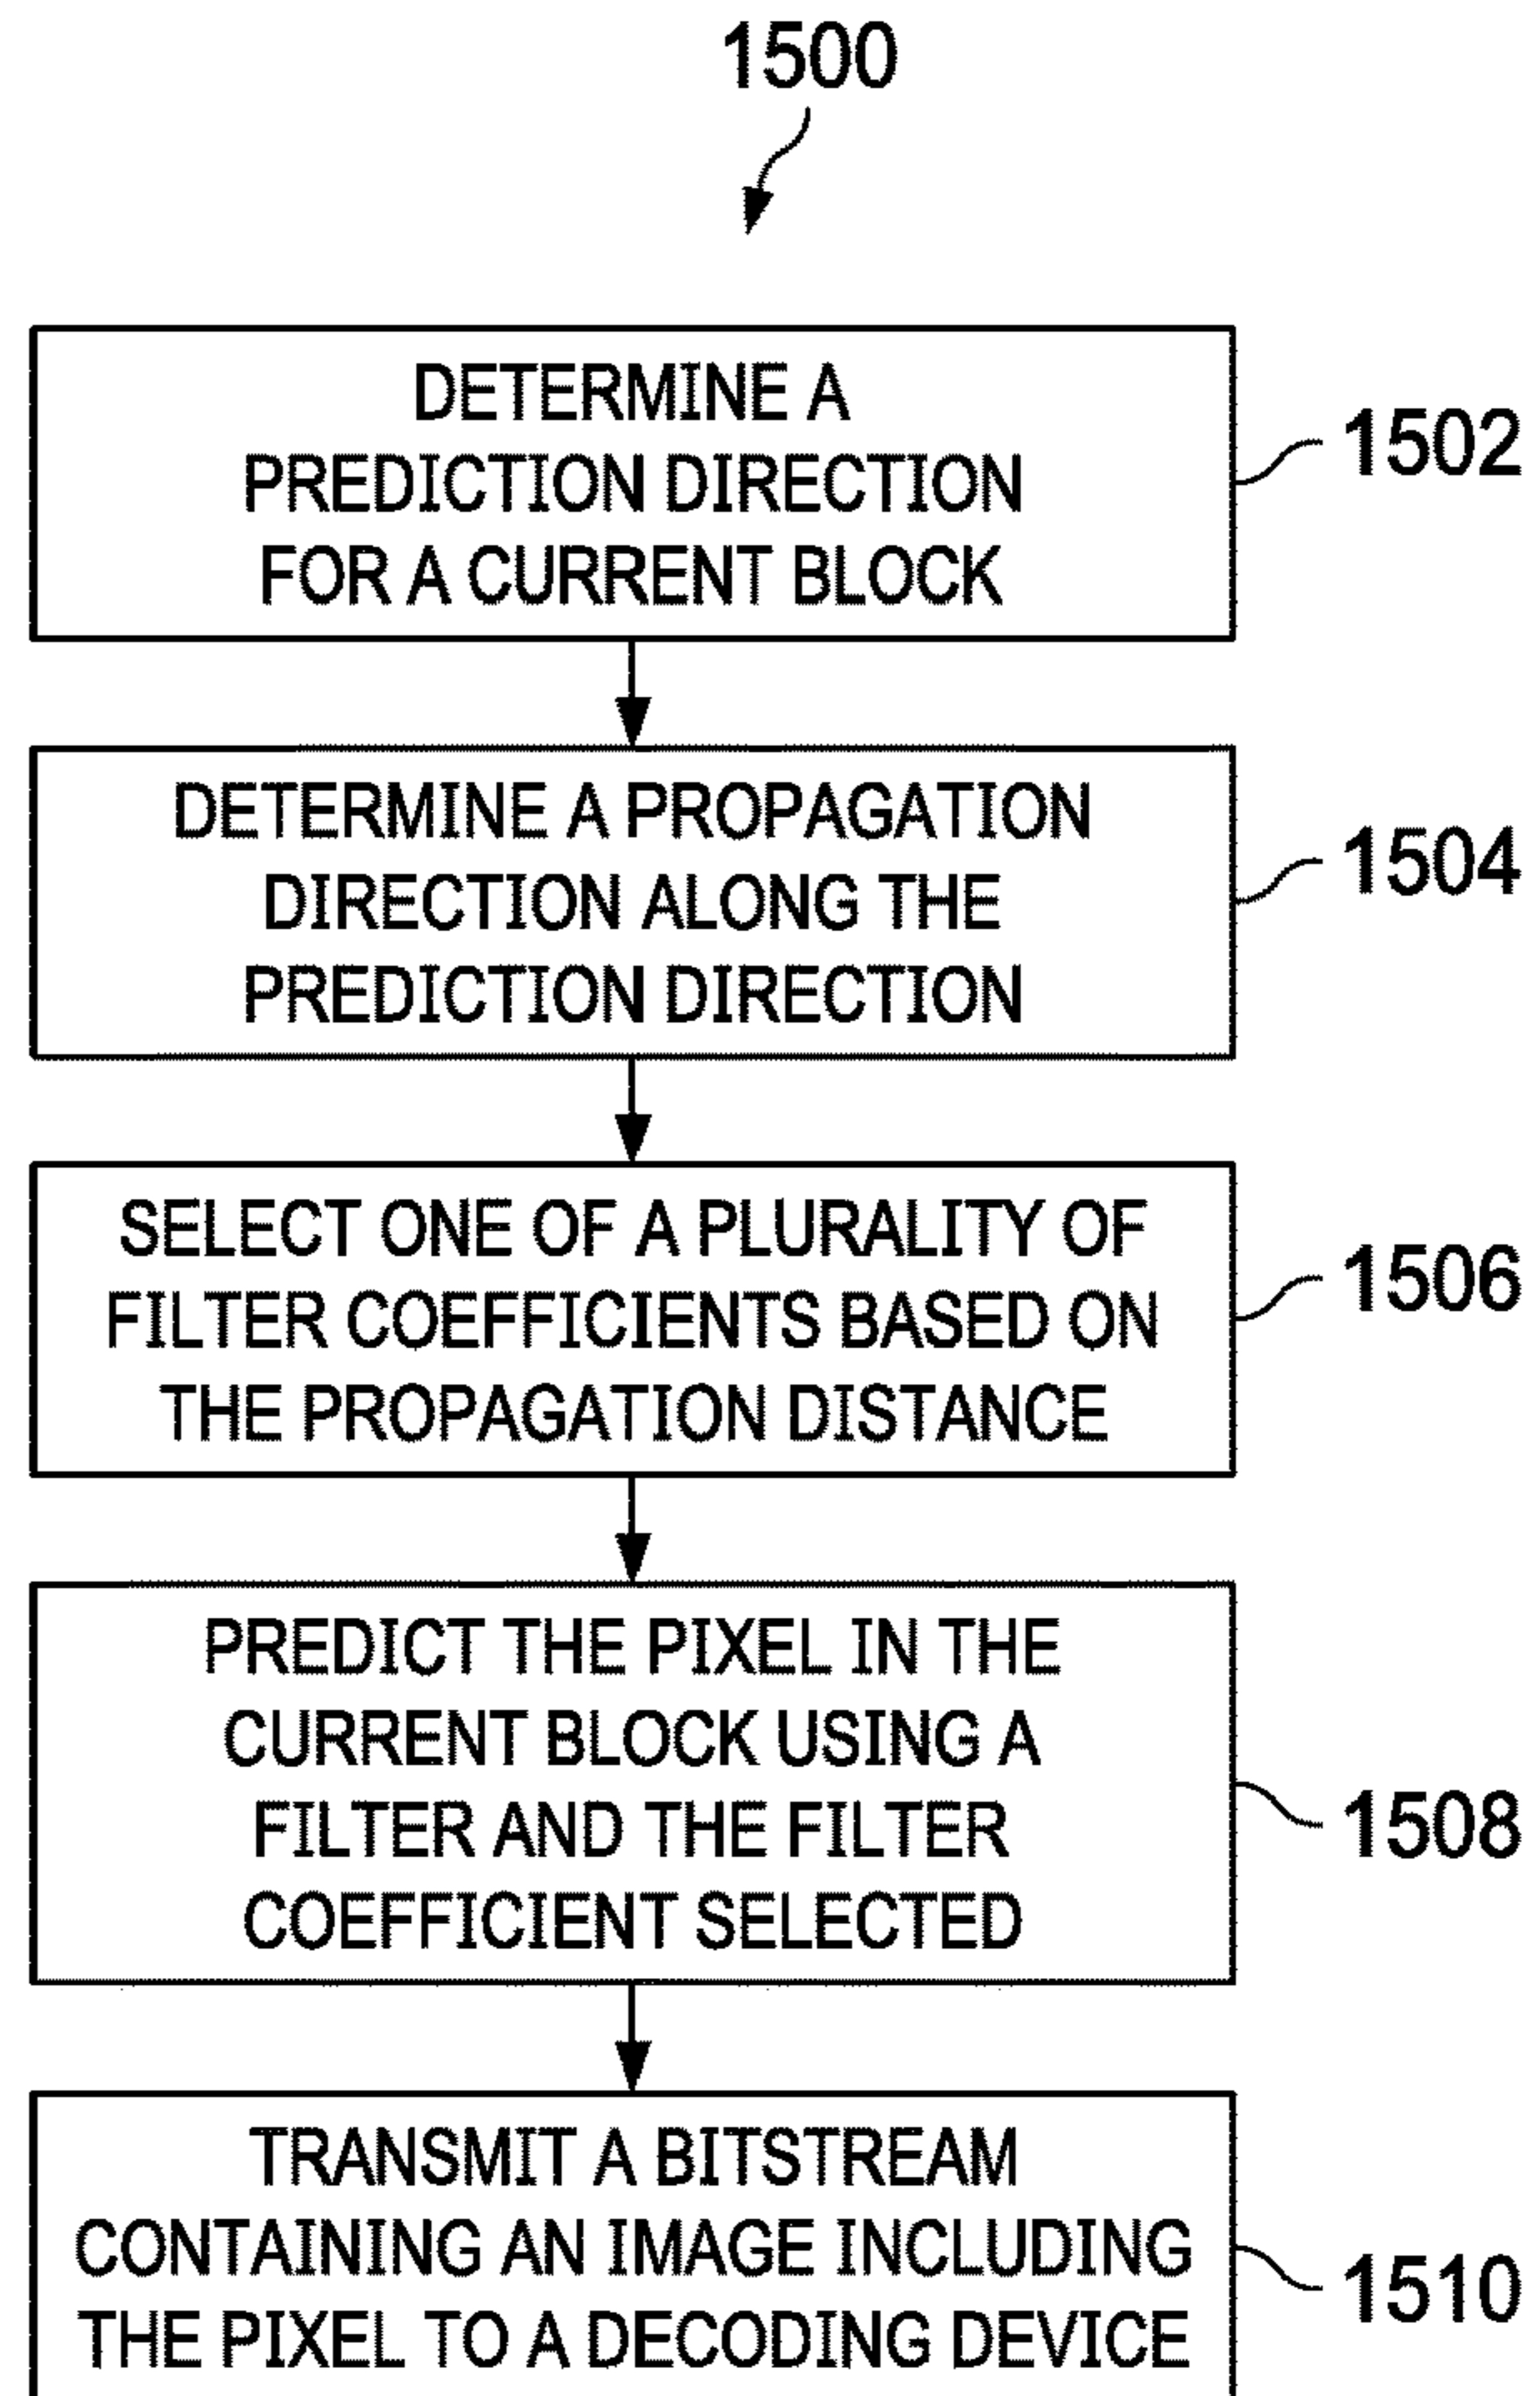 1500
DETERMINE A
PREDICTION DIRECTION
FOR A CURRENT BLOCK
1502
DETERMINE A PROPAGATION
DIRECTION ALONG THE
PREDICTION DIRECTION
1504
SELECT ONE OF A PLURALITY OF
FILTER COEFFICIENTS BASED ON
THE PROPAGATION DISTANCE
1506
PREDICT THE PIXEL IN THE
CURRENT BLOCK USING A
FILTER AND THE FILTER
COEFFICIENT SELECTED
1508
TRANSMIT A BITSTREAM
CONTAINING AN IMAGE INCLUDING
THE PIXEL TO A DECODING DEVICE
1510